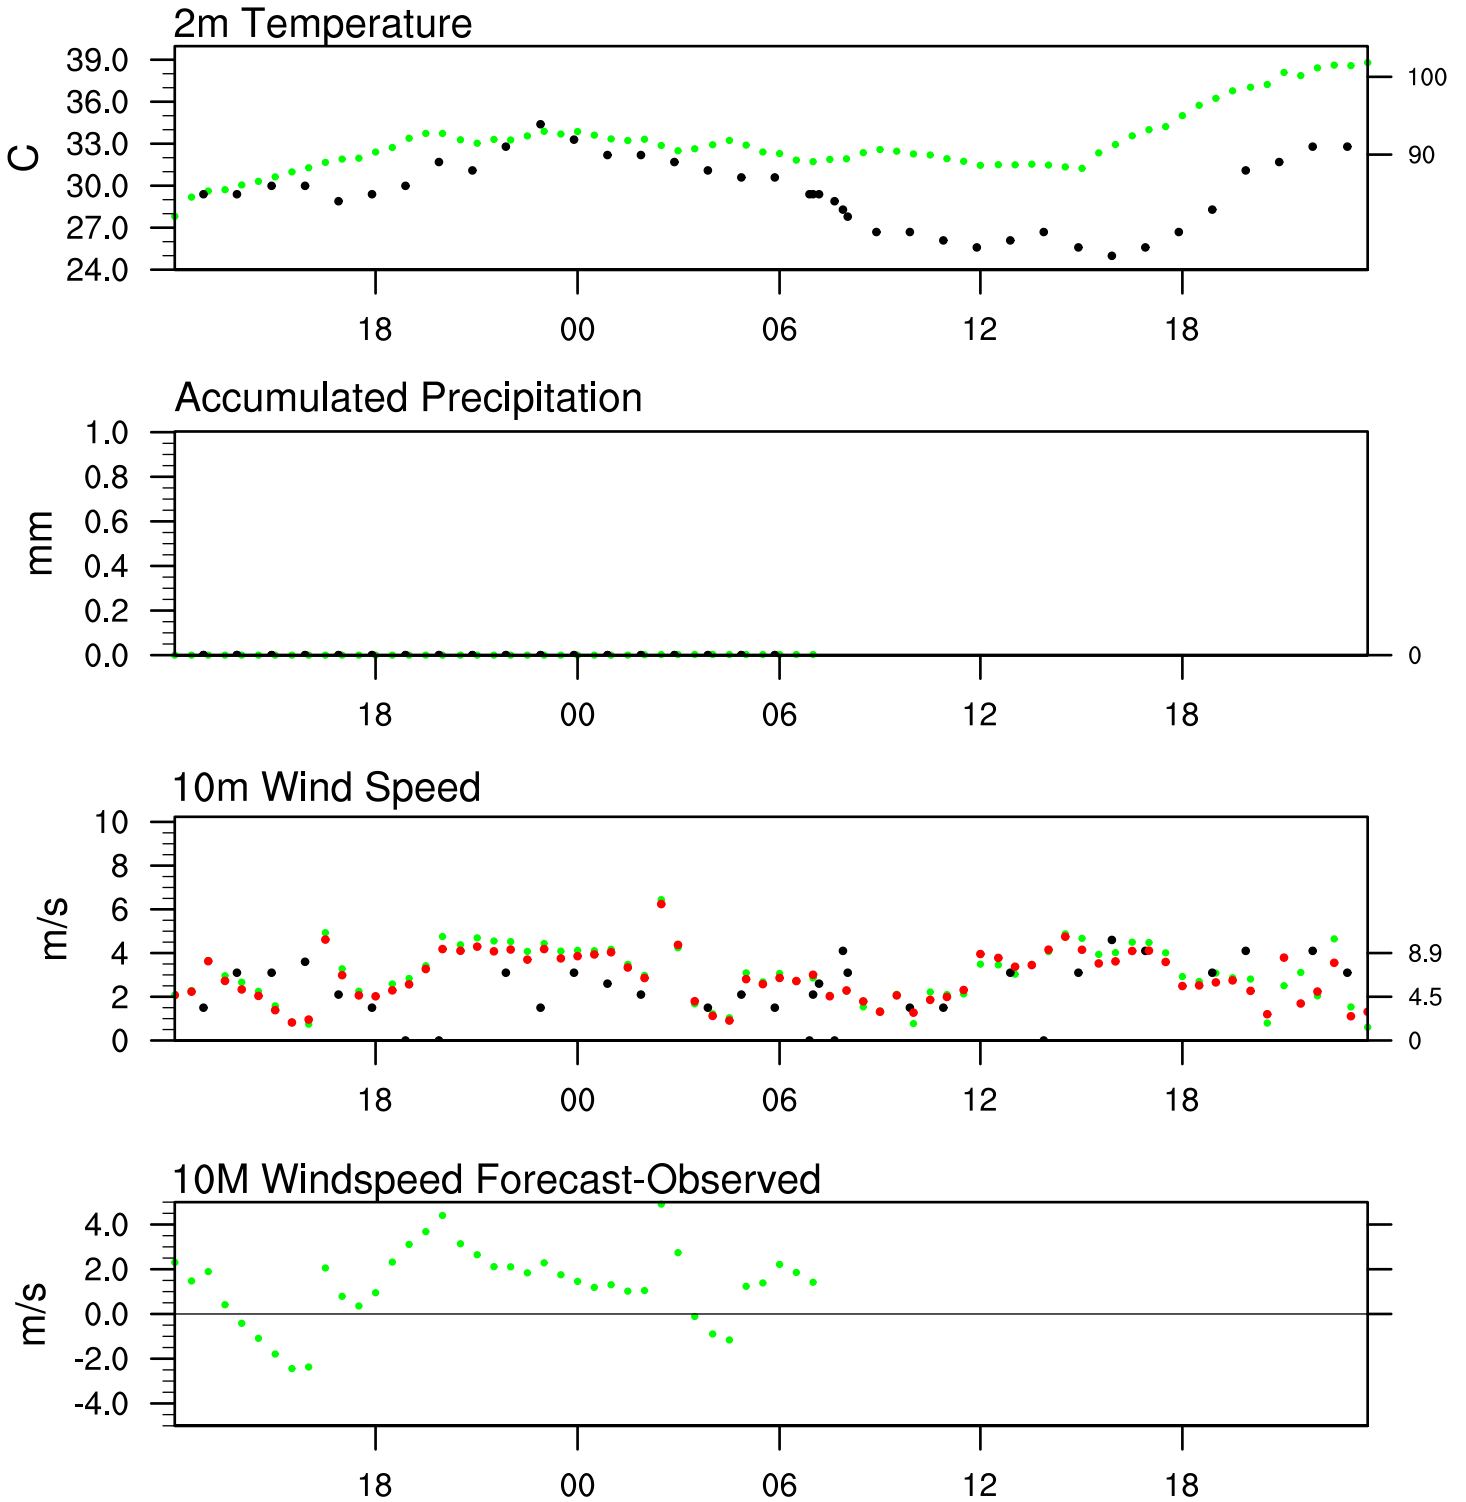 2m Temperature
39.0
36.0
33.0
30.0
27.0
24.0
C
100
90
18 00 06 12 18
Accumulated Precipitation
1.0
0.8
0.6
0.4
0.2
0.0
mm
0
18 00 06 12 18
10m Wind Speed
10
8
6
4
2
0
m/s
8.9
4.5
0
18 00 06 12 18
10M Windspeed Forecast-Observed
4.0
2.0
0.0
-2.0
-4.0
m/s
18 00 06 12 18